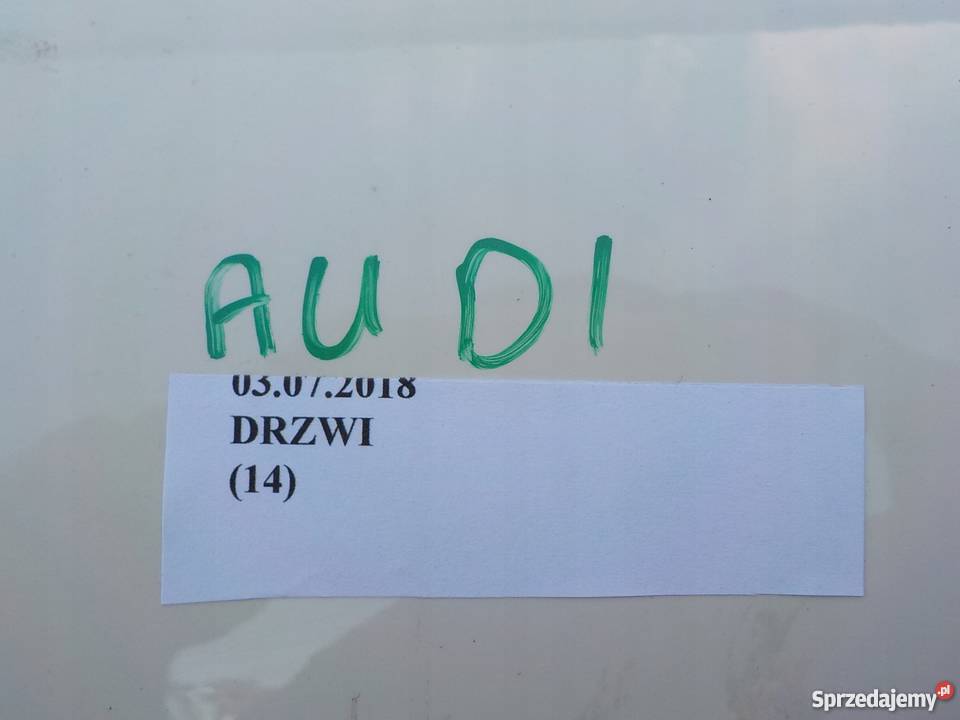 AUDI
03.07.2018
DRZWI
(14)
Sprzedajemy.pl